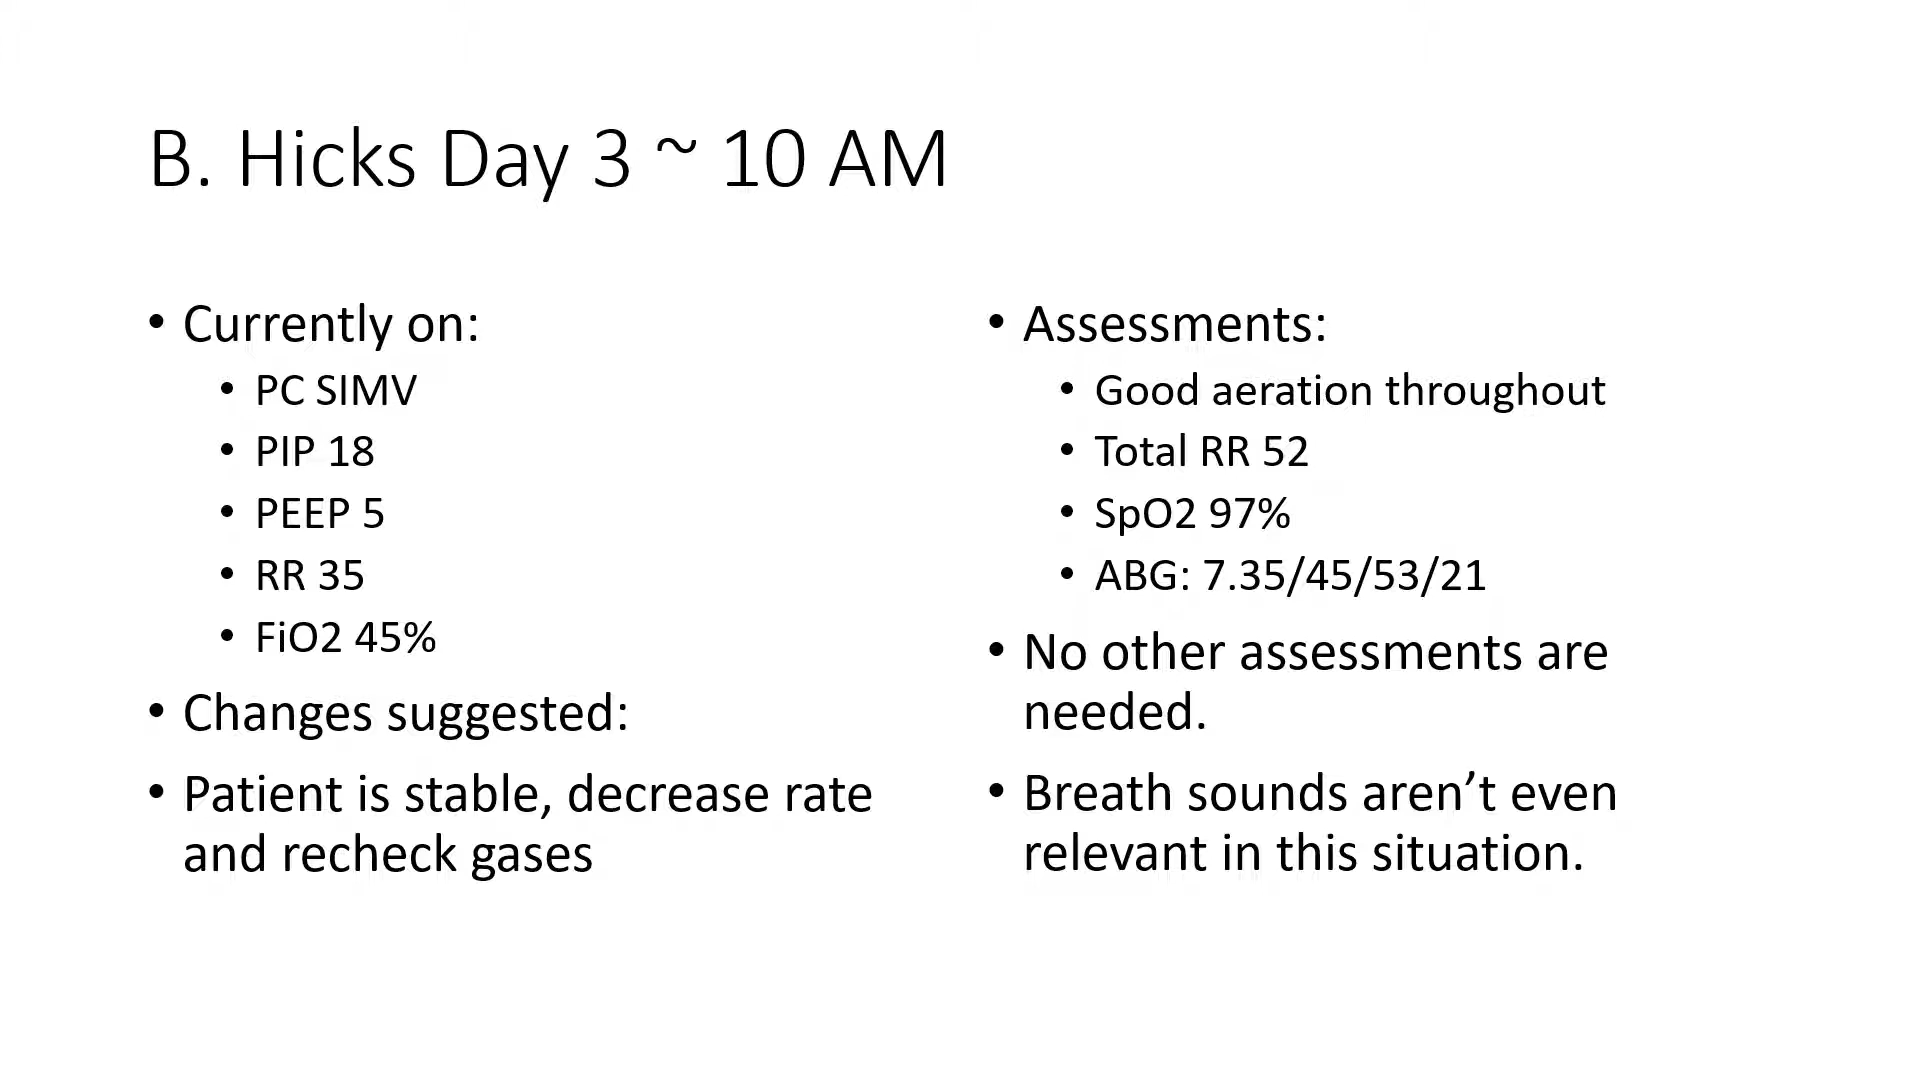 B. Hicks Day 3 ~ 10 AM
• Currently on:
• PC SIMV
• PIP 18
• PEEP 5
• RR 35
• FiO2 45%
• Changes suggested:
• Patient is stable, decrease rate
and recheck gases
• Assessments:
• Good aeration throughout
• Total RR 52
• SpO2 97%
• ABG: 7.35/45/53/21
• No other assessments are
needed.
• Breath sounds aren’t even
relevant in this situation.